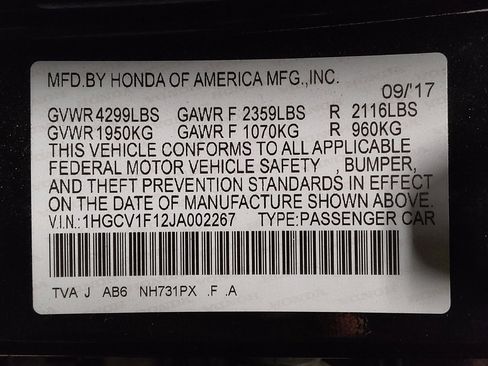 MFD.BY HONDA OF AMERICA MFG.,INC.
09/'17
GVWR 4299LBS GAWR F 2359LBS R 2116LBS
GVWR 1950KG GAWR F 1070KG R 960KG
THIS VEHICLE CONFORMS TO ALL APPLICABLE
FEDERAL MOTOR VEHICLE SAFETY , BUMPER,
AND THEFT PREVENTION STANDARDS IN EFFECT
ON THE DATE OF MANUFACTURE SHOWN ABOVE.
V.I.N.: 1HGCV1F12JA002267 TYPE:PASSENGER CAR
TVA J AB6 NH731PX .F .A